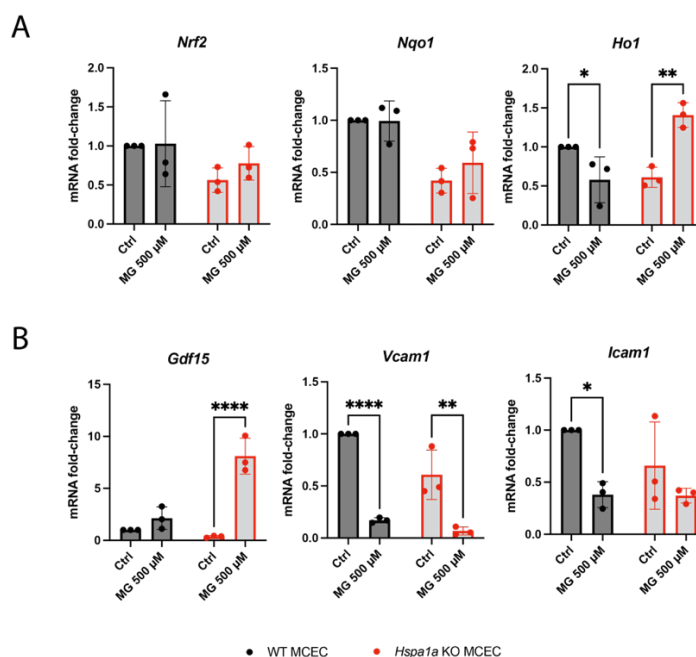 A
Nrf2
mRNA fold-change
2.0
1.5
1.0
0.5
0.0
Ctrl
MG 500 µM
Ctrl
MG 500 µM
Nqo1
mRNA fold-change
1.5
1.0
0.5
0.0
Ctrl
MG 500 µM
Ctrl
MG 500 µM
Ho1
mRNA fold-change
2.0
1.5
1.0
0.5
0.0
*
**
Ctrl
MG 500 µM
Ctrl
MG 500 µM
B
Gdf15
mRNA fold-change
15
10
5
0
****
Ctrl
MG 500 µM
Ctrl
MG 500 µM
Vcam1
mRNA fold-change
1.5
1.0
0.5
0.0
****
**
Ctrl
MG 500 µM
Ctrl
MG 500 µM
Icam1
mRNA fold-change
1.5
1.0
0.5
0.0
*
Ctrl
MG 500 µM
Ctrl
MG 500 µM
WT MCEC
Hspa1a KO MCEC